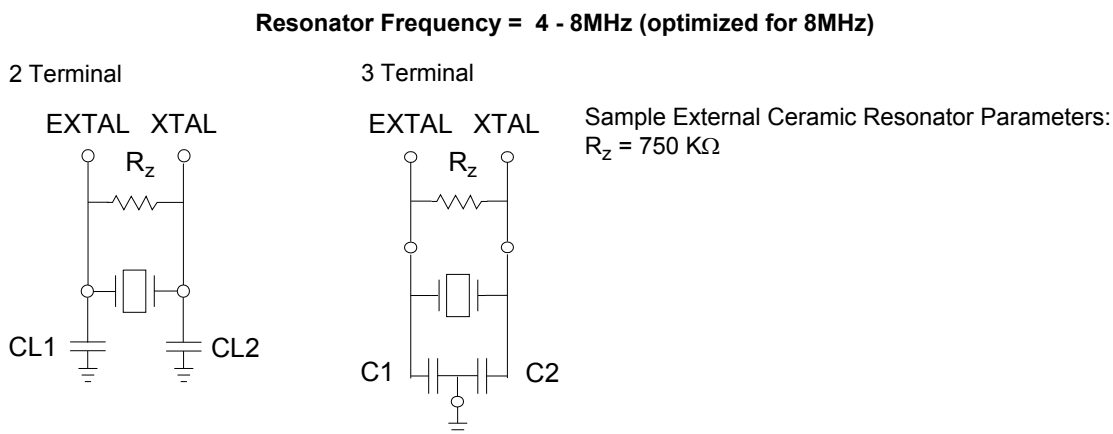 Resonator Frequency = 4 - 8MHz (optimized for 8MHz)
2 Terminal
EXTAL XTAL
Rz
CL1
CL2
3 Terminal
EXTAL XTAL
Rz
C1
C2
Sample External Ceramic Resonator Parameters:
Rz = 750 KΩ